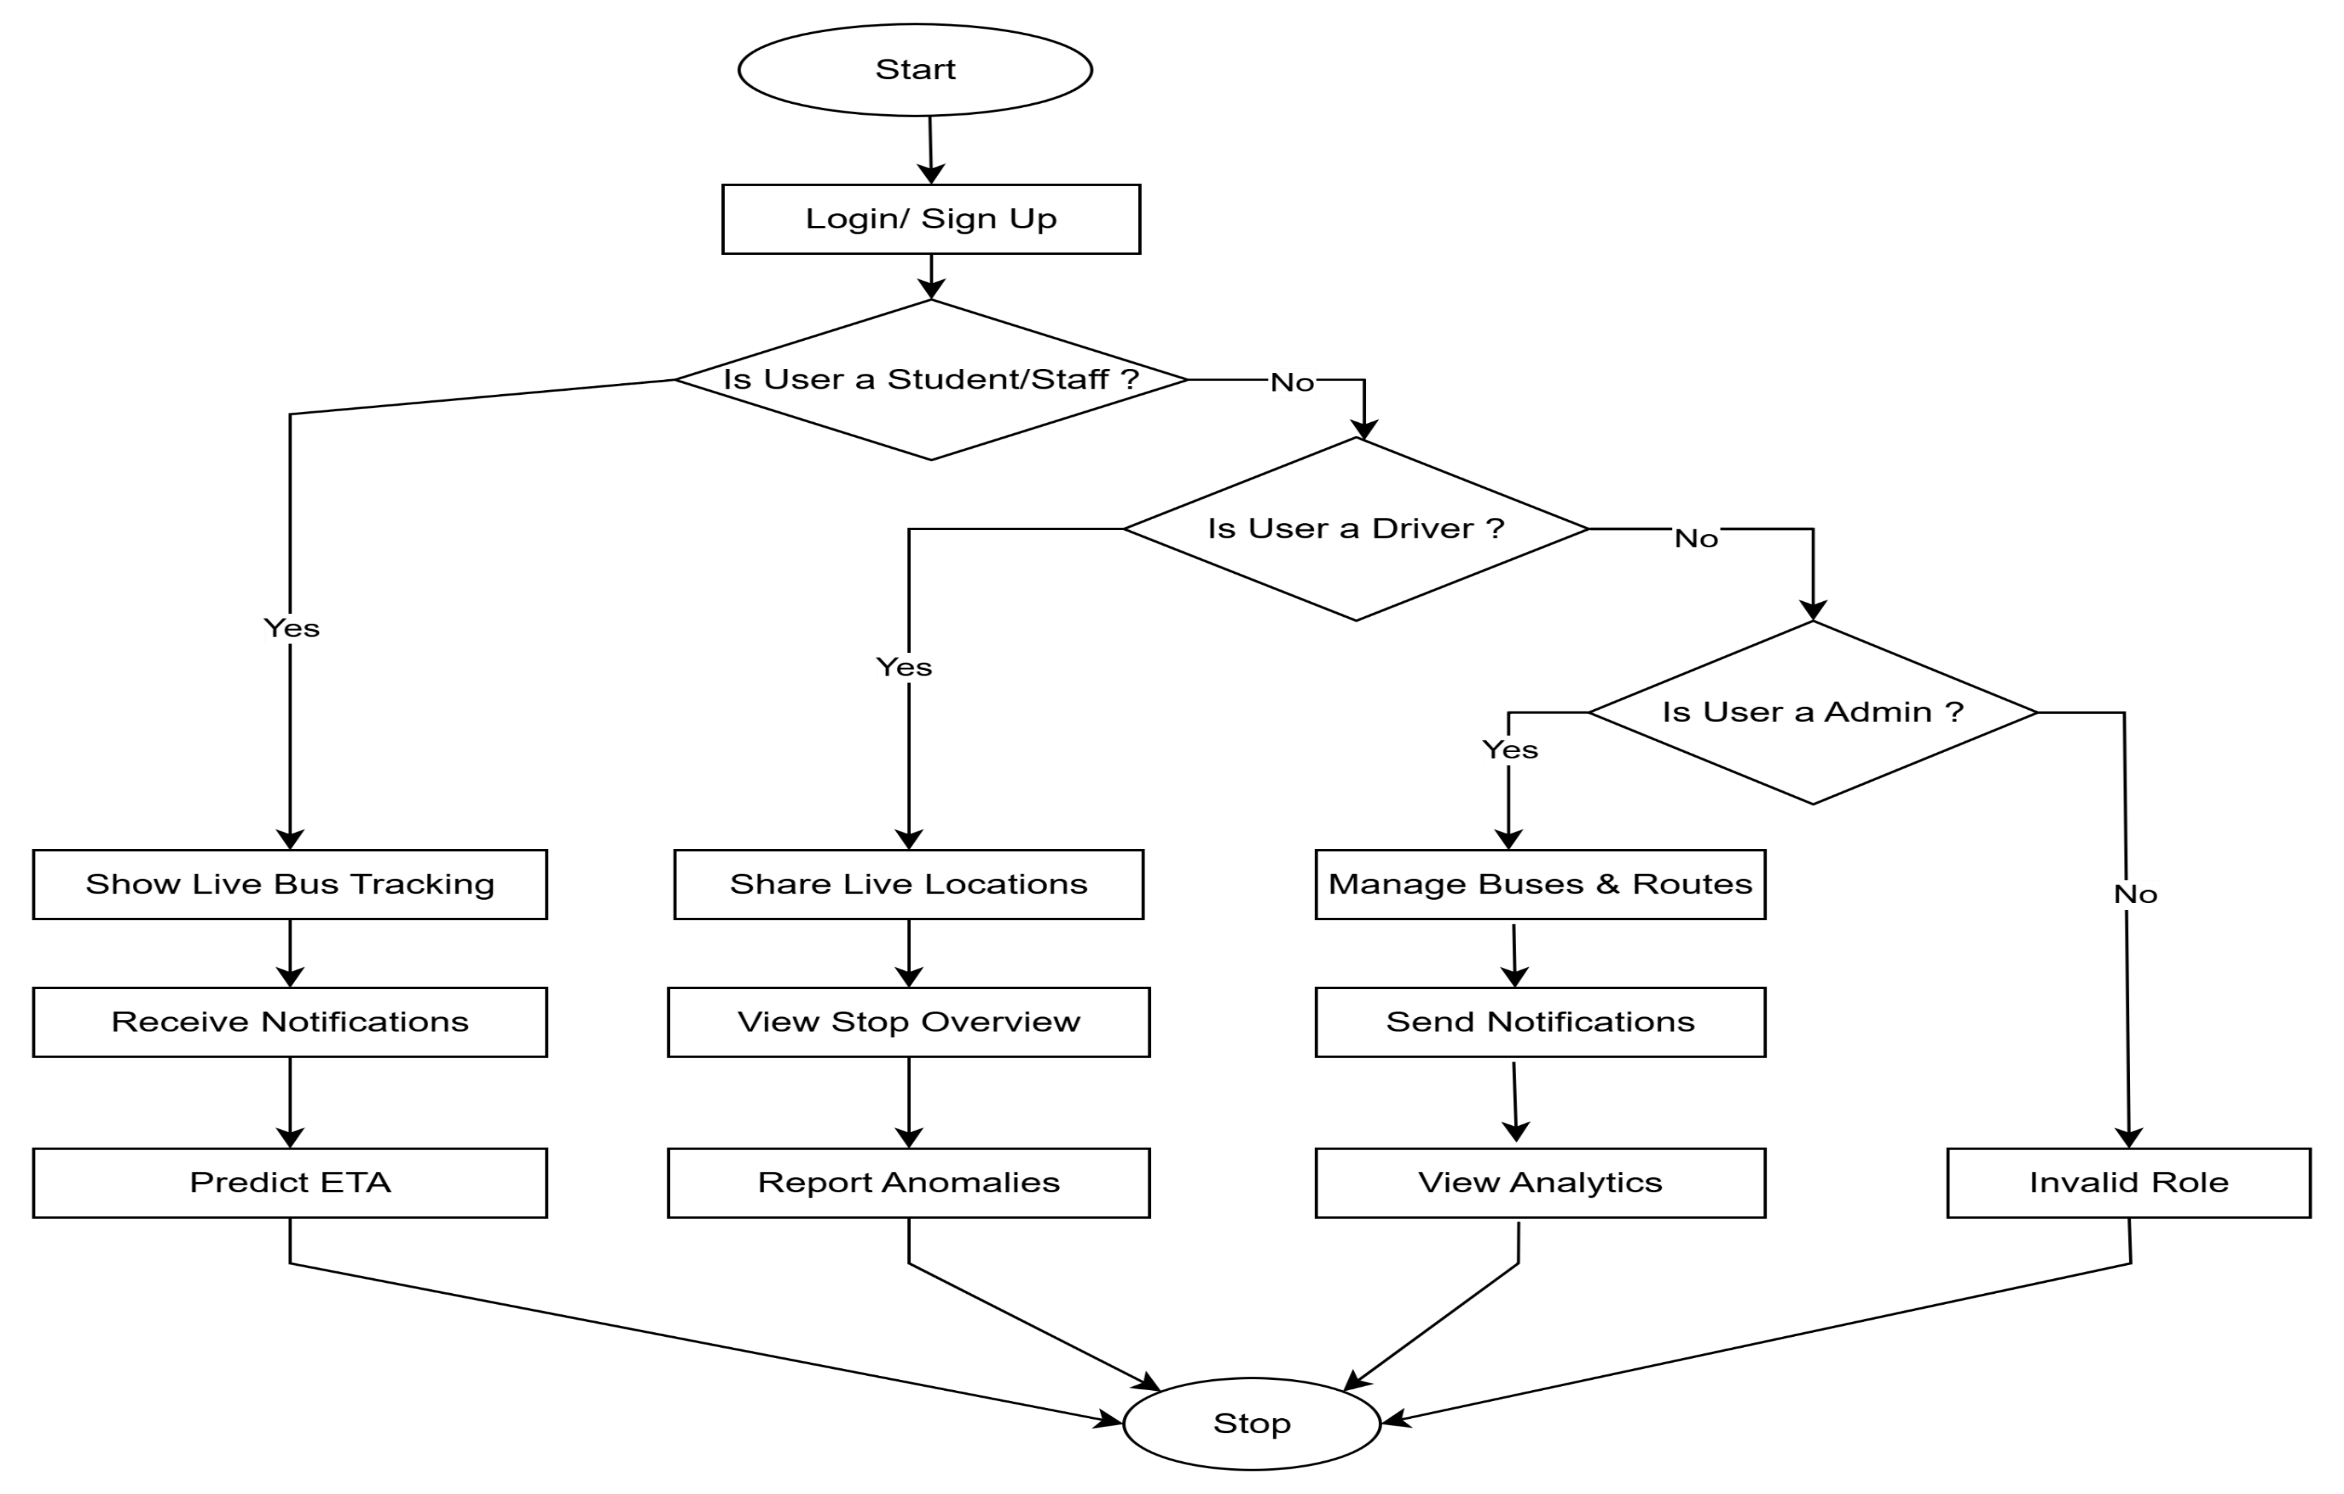 Start
Login/ Sign Up
Is User a Student/Staff ?
No
Is User a Driver ?
No
Yes
Yes
Is User a Admin ?
Yes
Show Live Bus Tracking
Share Live Locations
Manage Buses & Routes
No
Receive Notifications
View Stop Overview
Send Notifications
Predict ETA
Report Anomalies
View Analytics
Invalid Role
Stop